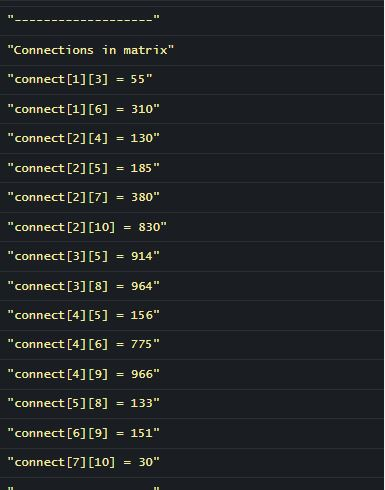 "-------------------"
"Connections in matrix"
"connect[1][3] = 55"
"connect[1][6] = 310"
"connect[2][4] = 130"
"connect[2][5] = 185"
"connect[2][7] = 380"
"connect[2][10] = 830"
"connect[3][5] = 914"
"connect[3][8] = 964"
"connect[4][5] = 156"
"connect[4][6] = 775"
"connect[4][9] = 966"
"connect[5][8] = 133"
"connect[6][9] = 151"
"connect[7][10] = 30"